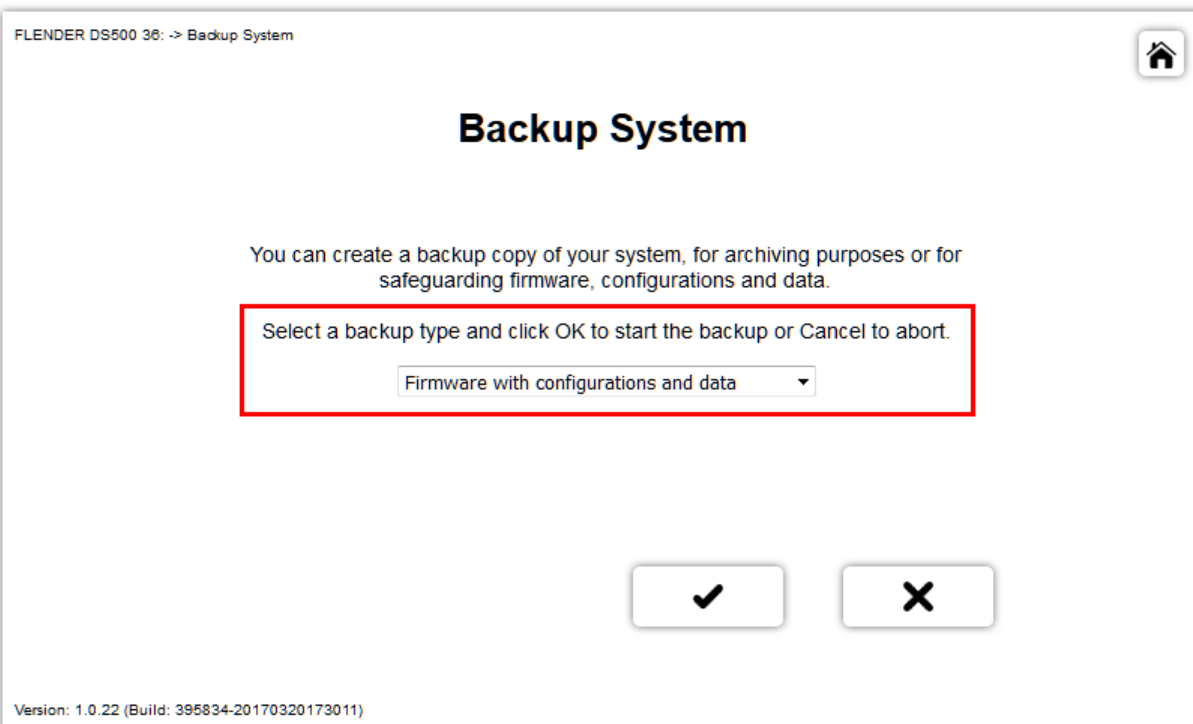 FLENDER DS500 36: -> Backup System
Backup System
You can create a backup copy of your system, for archiving purposes or for
safeguarding firmware, configurations and data.
Select a backup type and click OK to start the backup or Cancel to abort.
Firmware with configurations and data
Version: 1.0.22 (Build: 395834-20170320173011)